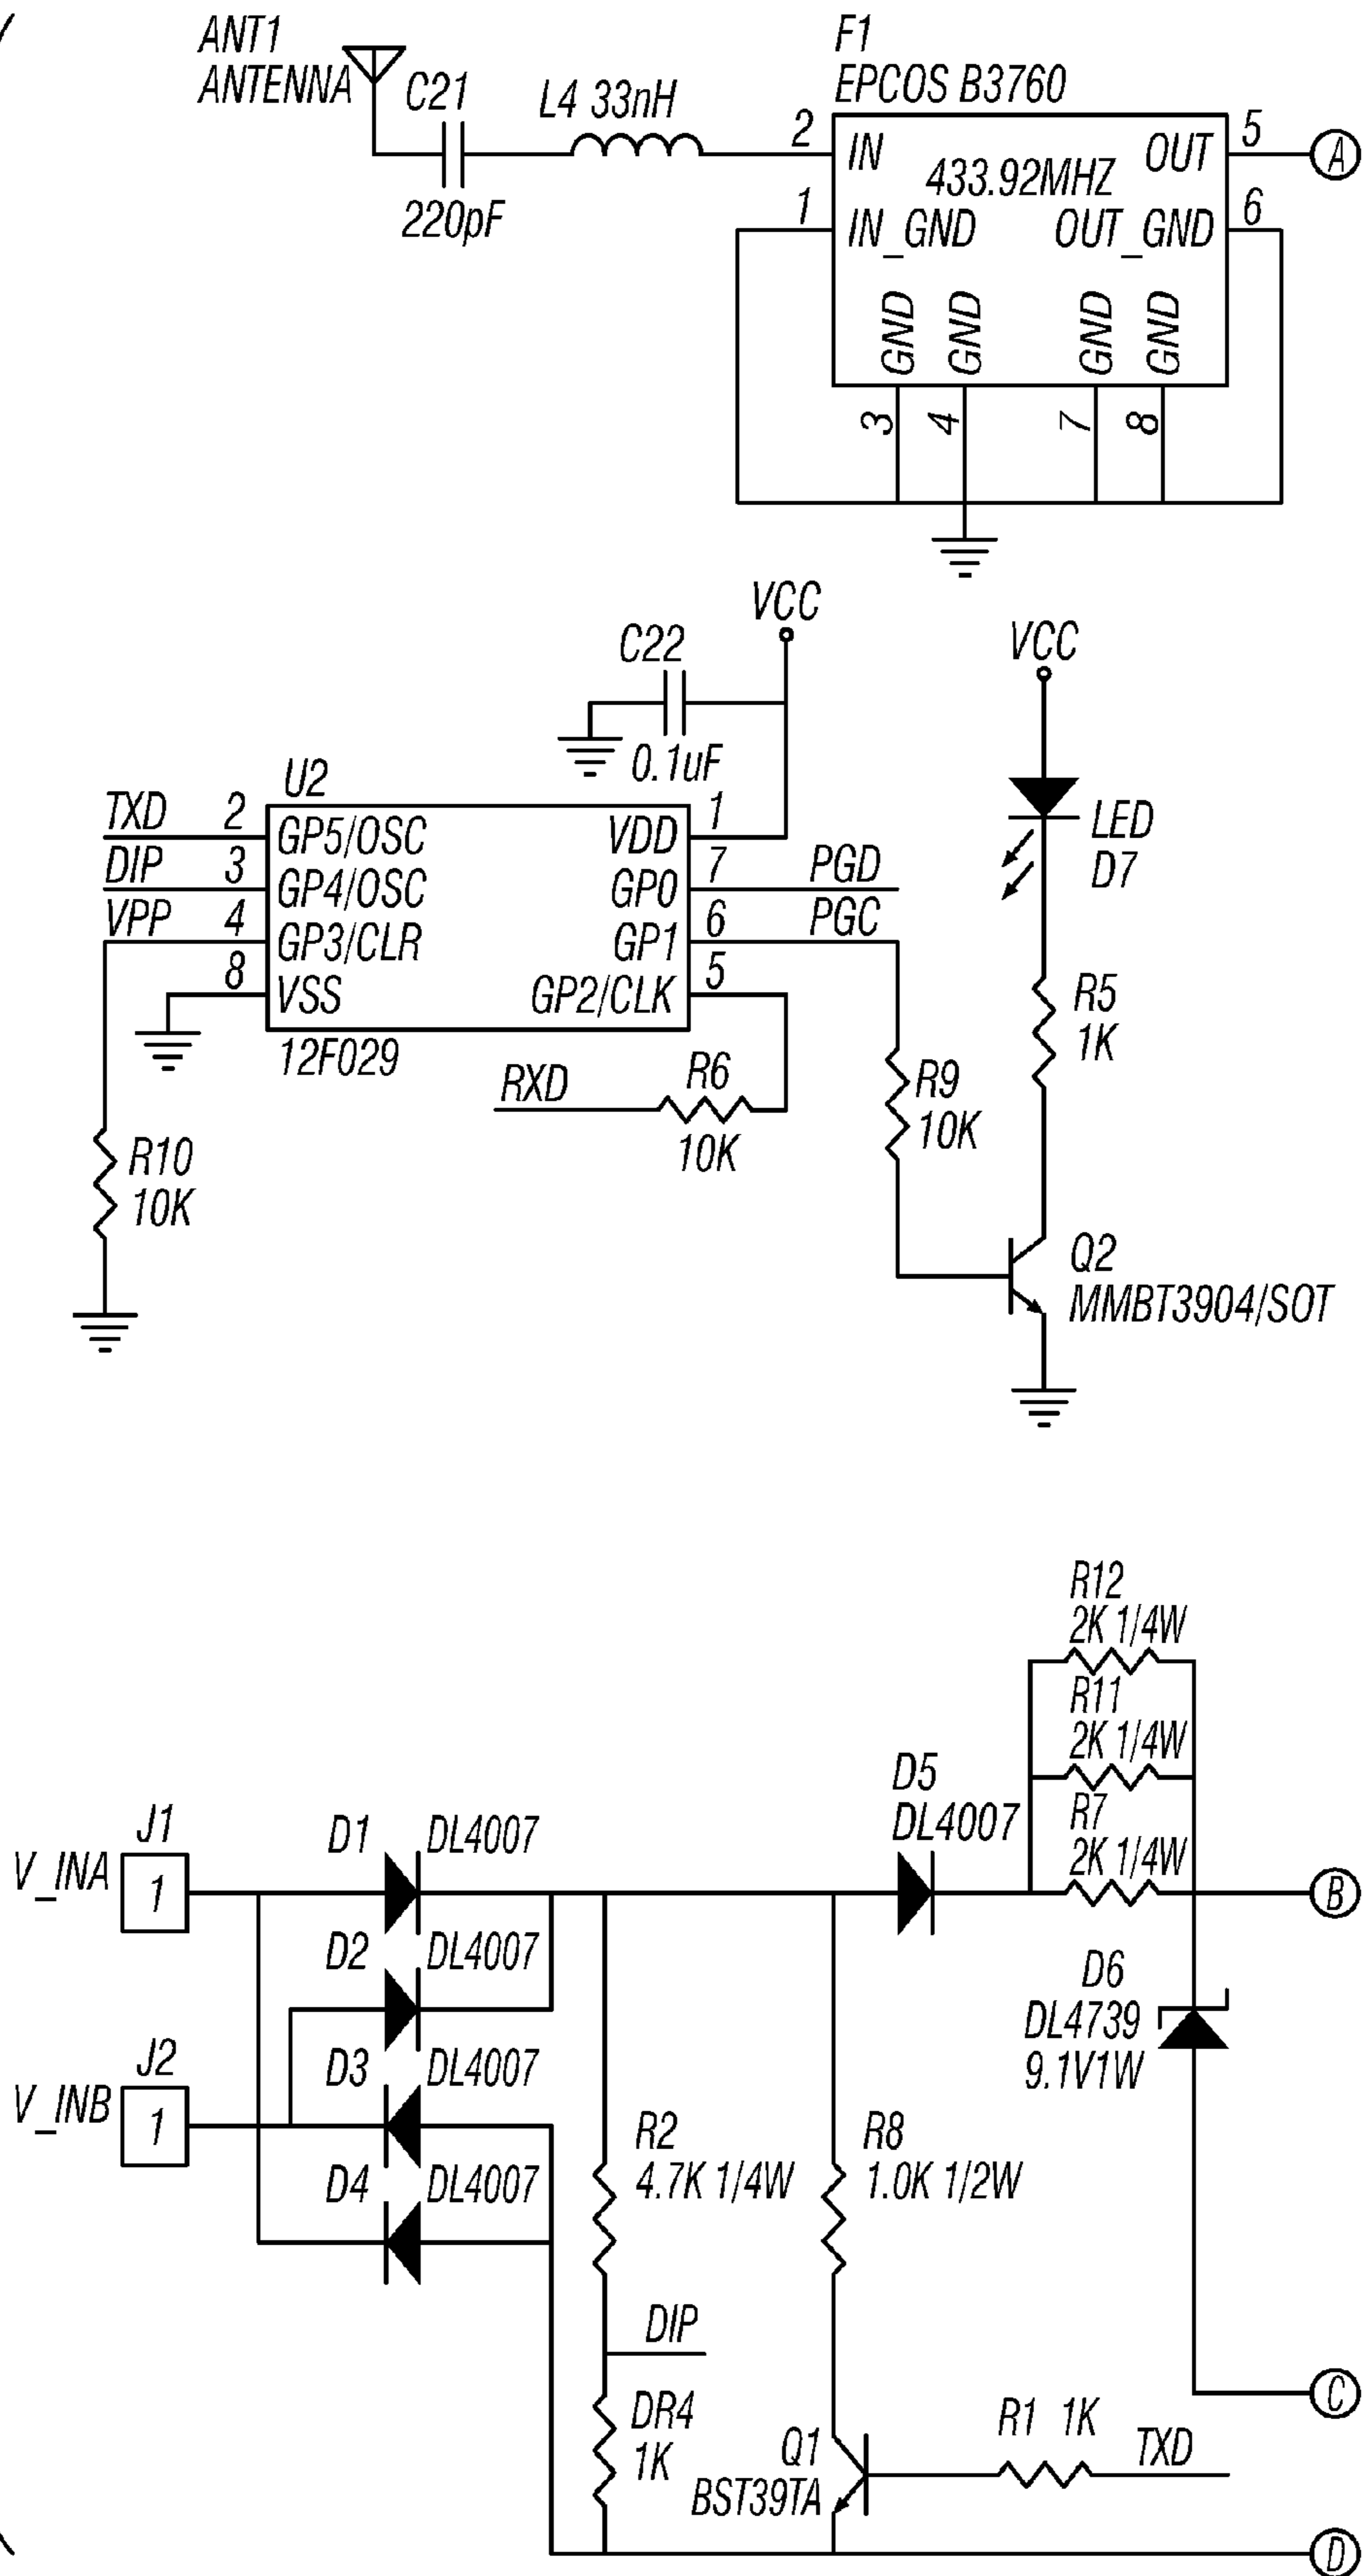 ANT1
ANTENNA
C21
220pF
L4 33nH
F1
EPCOS B3760
2
IN
433.92MHZ
OUT
5
A
1
IN_GND
OUT_GND
6
GND
GND
GND
GND
3
4
7
8
VCC
C22
0.1uF
VCC
U2
TXD
2
GP5/OSC
VDD
1
DIP
3
GP4/OSC
GP0
7
PGD
VPP
4
GP3/CLR
GP1
6
PGC
8
VSS
GP2/CLK
5
12F029
LED
D7
R5
1K
RXD
R6
10K
R9
10K
R10
10K
Q2
MMBT3904/SOT
R12
2K 1/4W
R11
2K 1/4W
R7
2K 1/4W
D5
DL4007
B
J1
V_INA
1
D1
DL4007
D2
DL4007
J2
V_INB
1
D3
DL4007
D4
DL4007
D6
DL4739
9.1V1W
R2
4.7K 1/4W
R8
1.0K 1/2W
DIP
DR4
1K
Q1
BST39TA
R1 1K
TXD
C
D